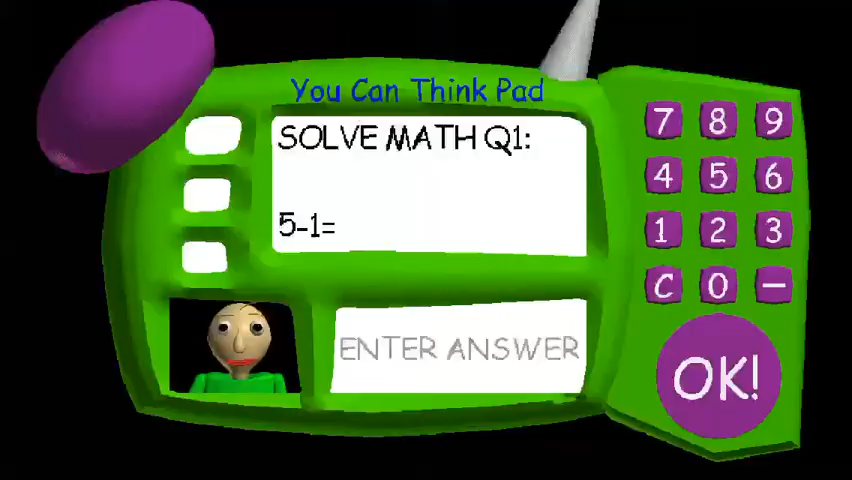 You Can Think Pad
SOLVE MATH Q1:
5-1=
ENTER ANSWER
7 8 9
4 5 6
1 2 3
C 0 -
OK!